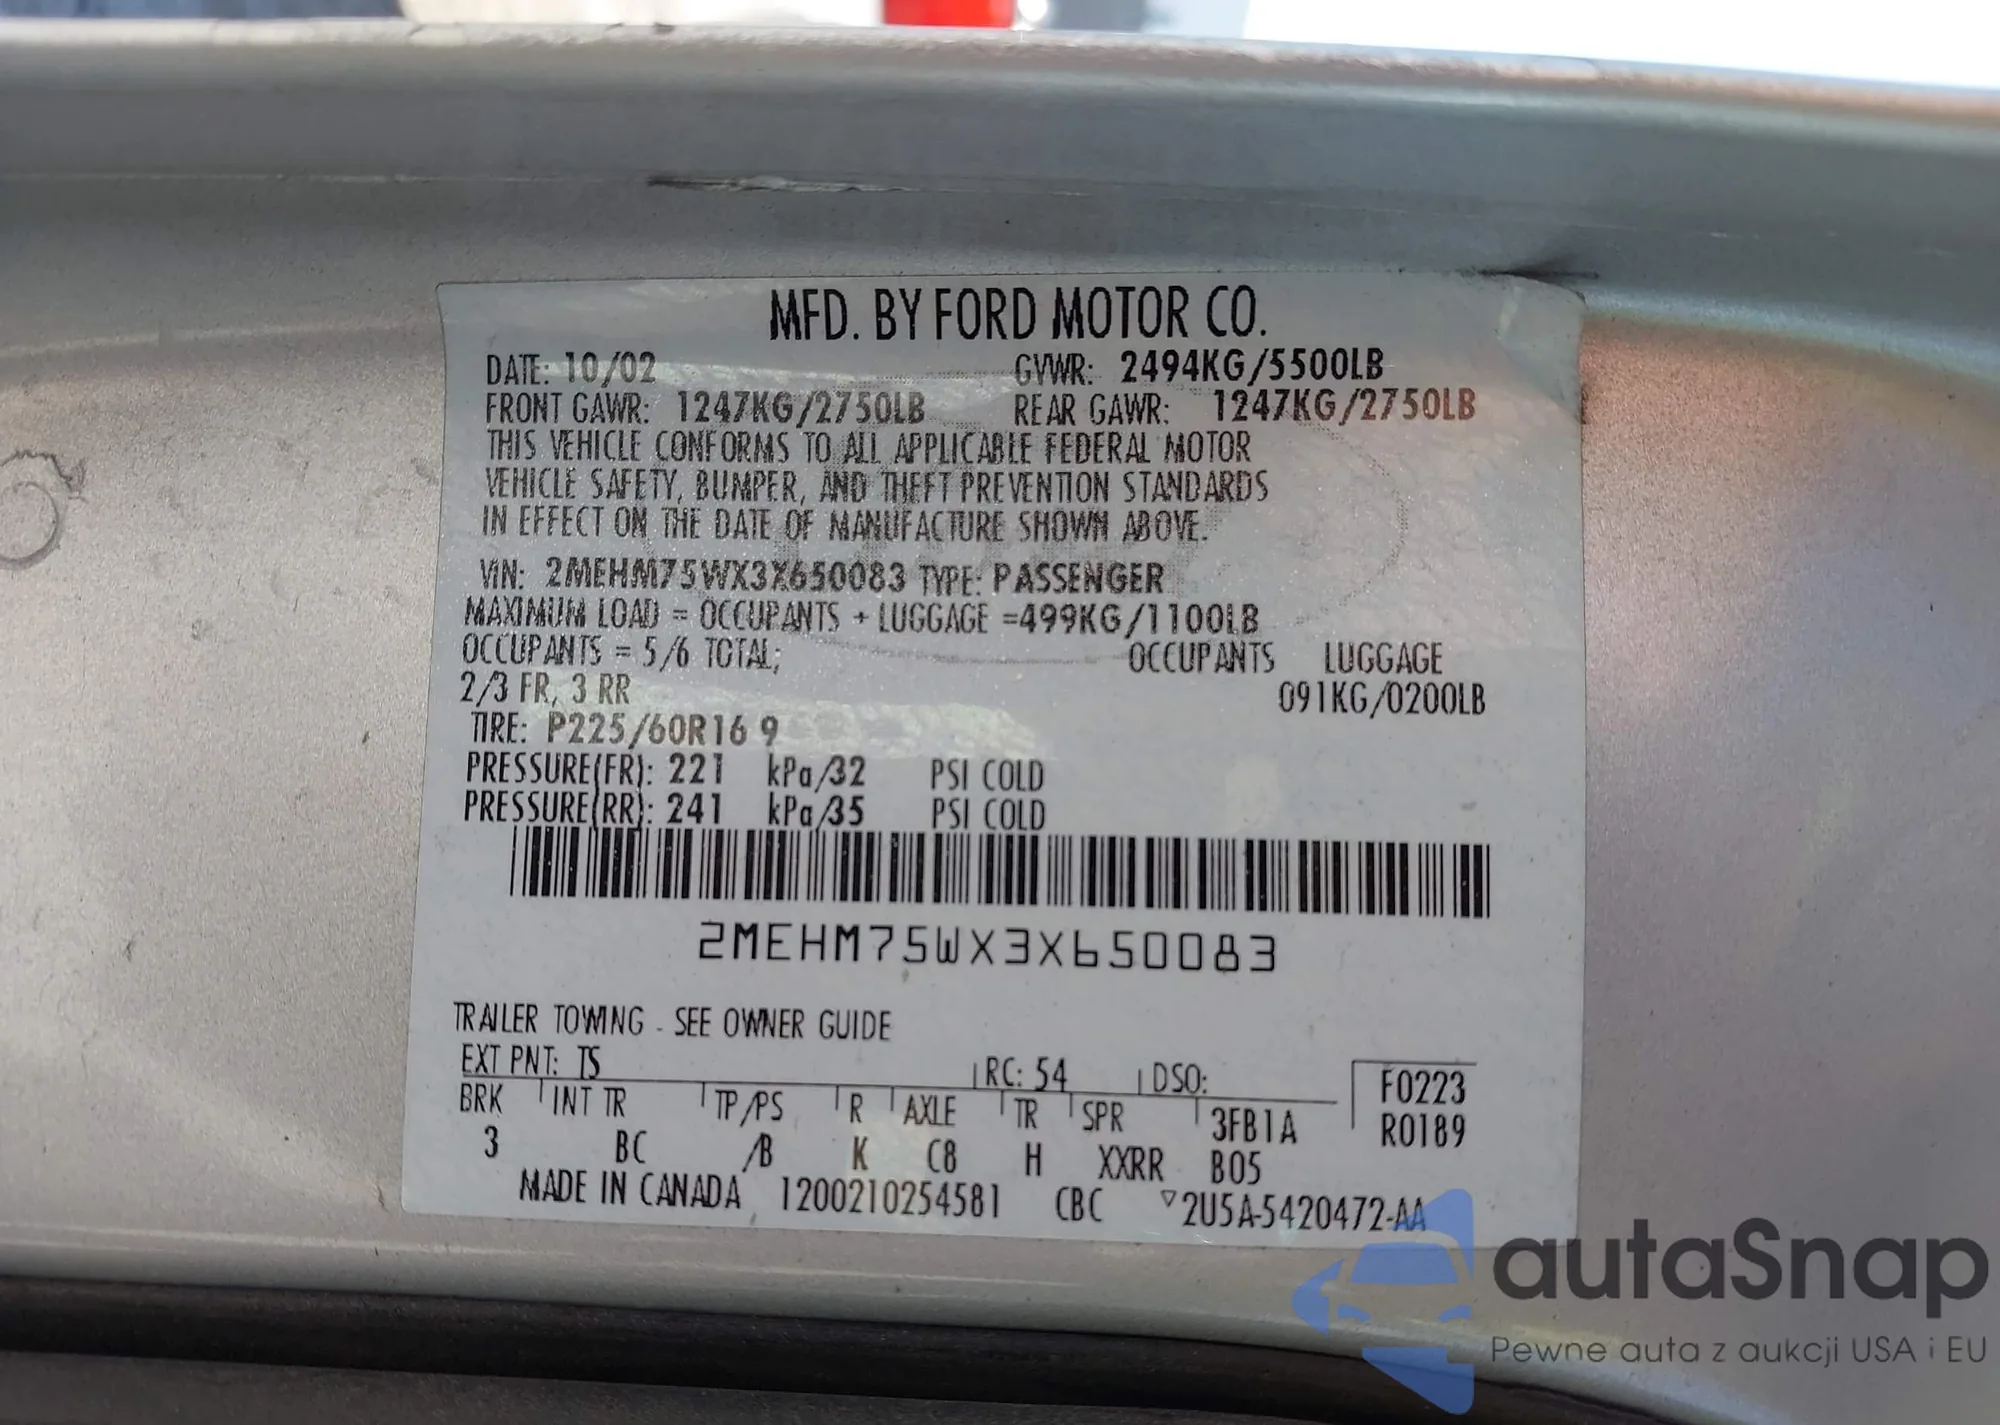 MFD. BY FORD MOTOR CO.
DATE: 10/02 GVWR: 2494KG/5500LB
FRONT GAWR: 1247KG/2750LB REAR GAWR: 1247KG/2750LB
THIS VEHICLE CONFORMS TO ALL APPLICABLE FEDERAL MOTOR
VEHICLE SAFETY, BUMPER, AND THEFT PREVENTION STANDARDS
IN EFFECT ON THE DATE OF MANUFACTURE SHOWN ABOVE.
VIN: 2MEHM75WX3X650083 TYPE: PASSENGER
MAXIMUM LOAD = OCCUPANTS + LUGGAGE =499KG/1100LB
OCCUPANTS = 5/6 TOTAL; OCCUPANTS LUGGAGE
2/3 FR, 3 RR 091KG/0200LB
TIRE: P225/60R16 9
PRESSURE(FR): 221 kPa/32 PSI COLD
PRESSURE(RR): 241 kPa/35 PSI COLD
2MEHM75WX3X650083
TRAILER TOWING - SEE OWNER GUIDE
EXT PNT: TS RC: 54 DSO: F0223
BRK INT TR TP/PS R AXLE TR SPR 3FB1A R0189
3 BC /B K C8 H XXRR B05
MADE IN CANADA 1200210254581 CBC ▽2U5A-5420472-AA
autaSnap
Pewne auta z aukcji USA i EU